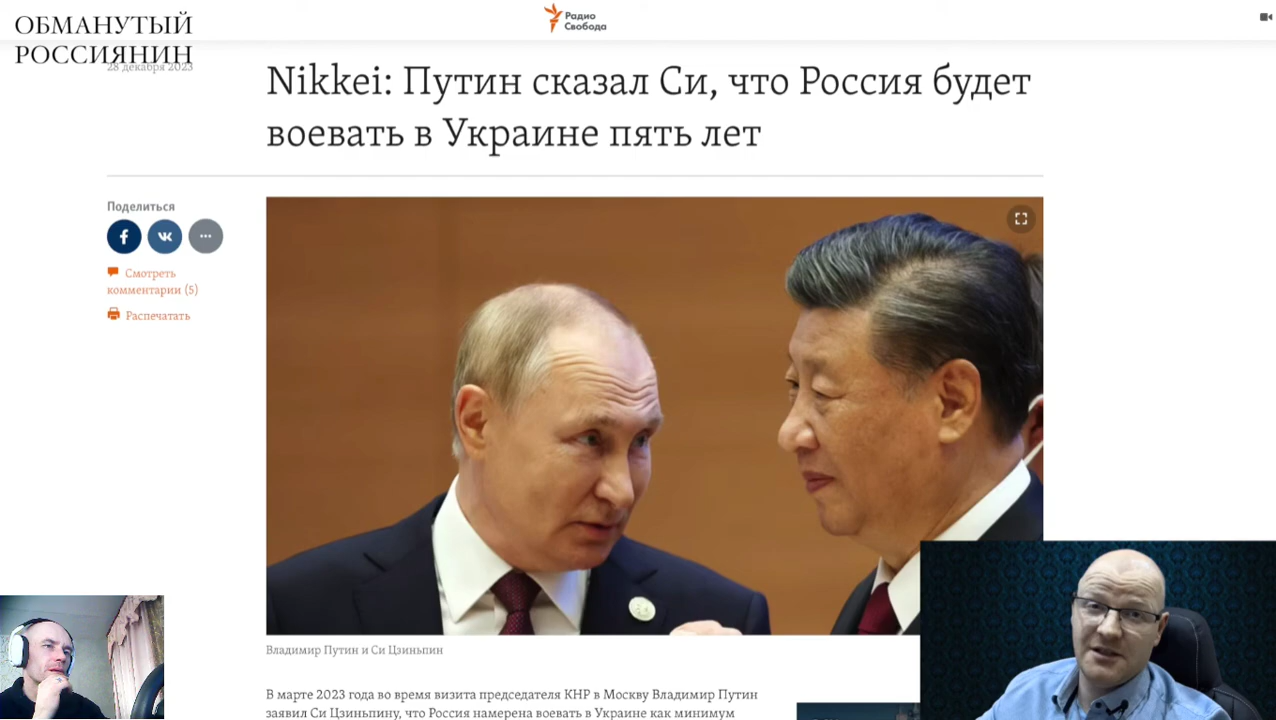 ОБМАНУТЫЙ
РОССИЯНИН
Радио
Свобода
28 декабря 2023
Nikkei: Путин сказал Си, что Россия будет
воевать в Украине пять лет
Поделиться
Смотреть
комментарии (5)
Распечатать
Владимир Путин и Си Цзиньпин
В марте 2023 года во время визита председателя КНР в Москву Владимир Путин
заявил Си Цзиньпину, что Россия намерена воевать в Украине как минимум